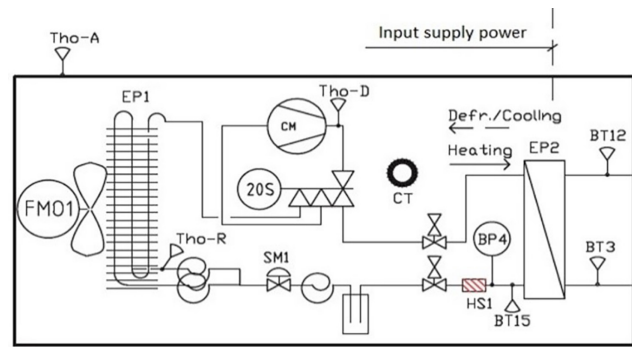 Input supply power
Tho-A
EP1
Tho-D
CM
Defr./Cooling
Heating
EP2
BT12
20S
CT
FM01
Tho-R
SM1
BP4
BT3
HS1
BT15